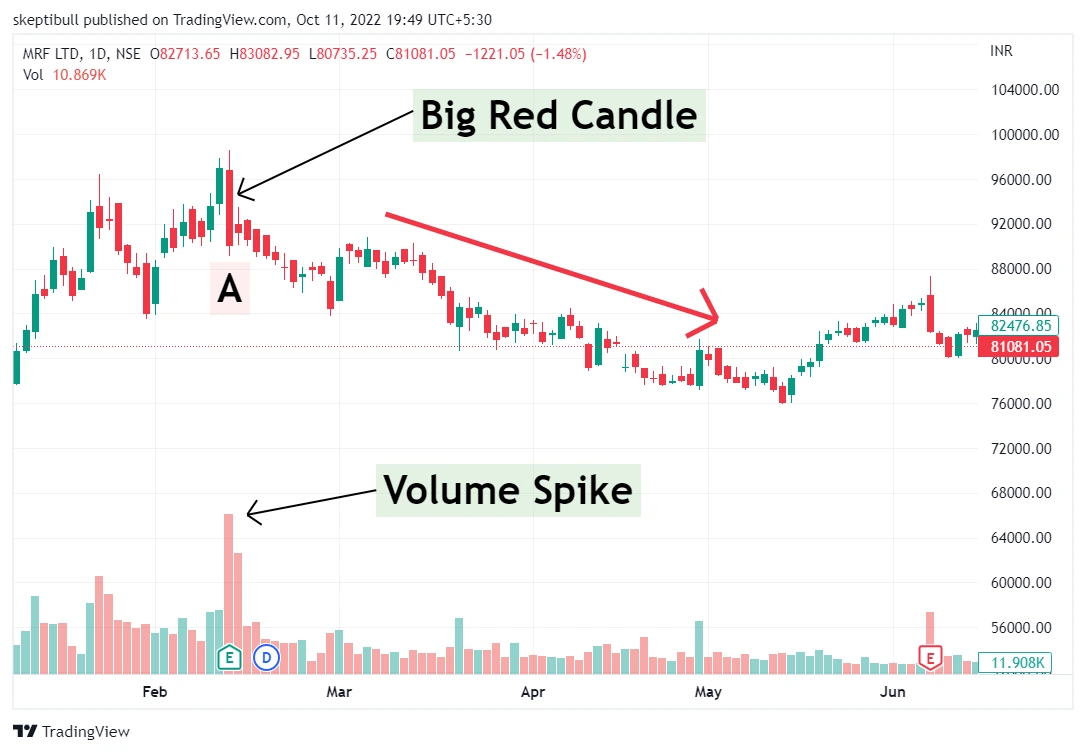 skeptibull published on TradingView.com, Oct 11, 2022 19:49 UTC+5:30
MRF LTD, 1D, NSE O82713.65 H83082.95 L80735.25 C81081.05 −1221.05 (−1.48%)
INR
Vol 10.869K
104000.00
Big Red Candle
100000.00
96000.00
92000.00
88000.00
A
84000.00
82476.85
81081.05
80000.00
76000.00
72000.00
Volume Spike
68000.00
64000.00
60000.00
56000.00
E D E
11.908K
Feb Mar Apr May Jun
TradingView